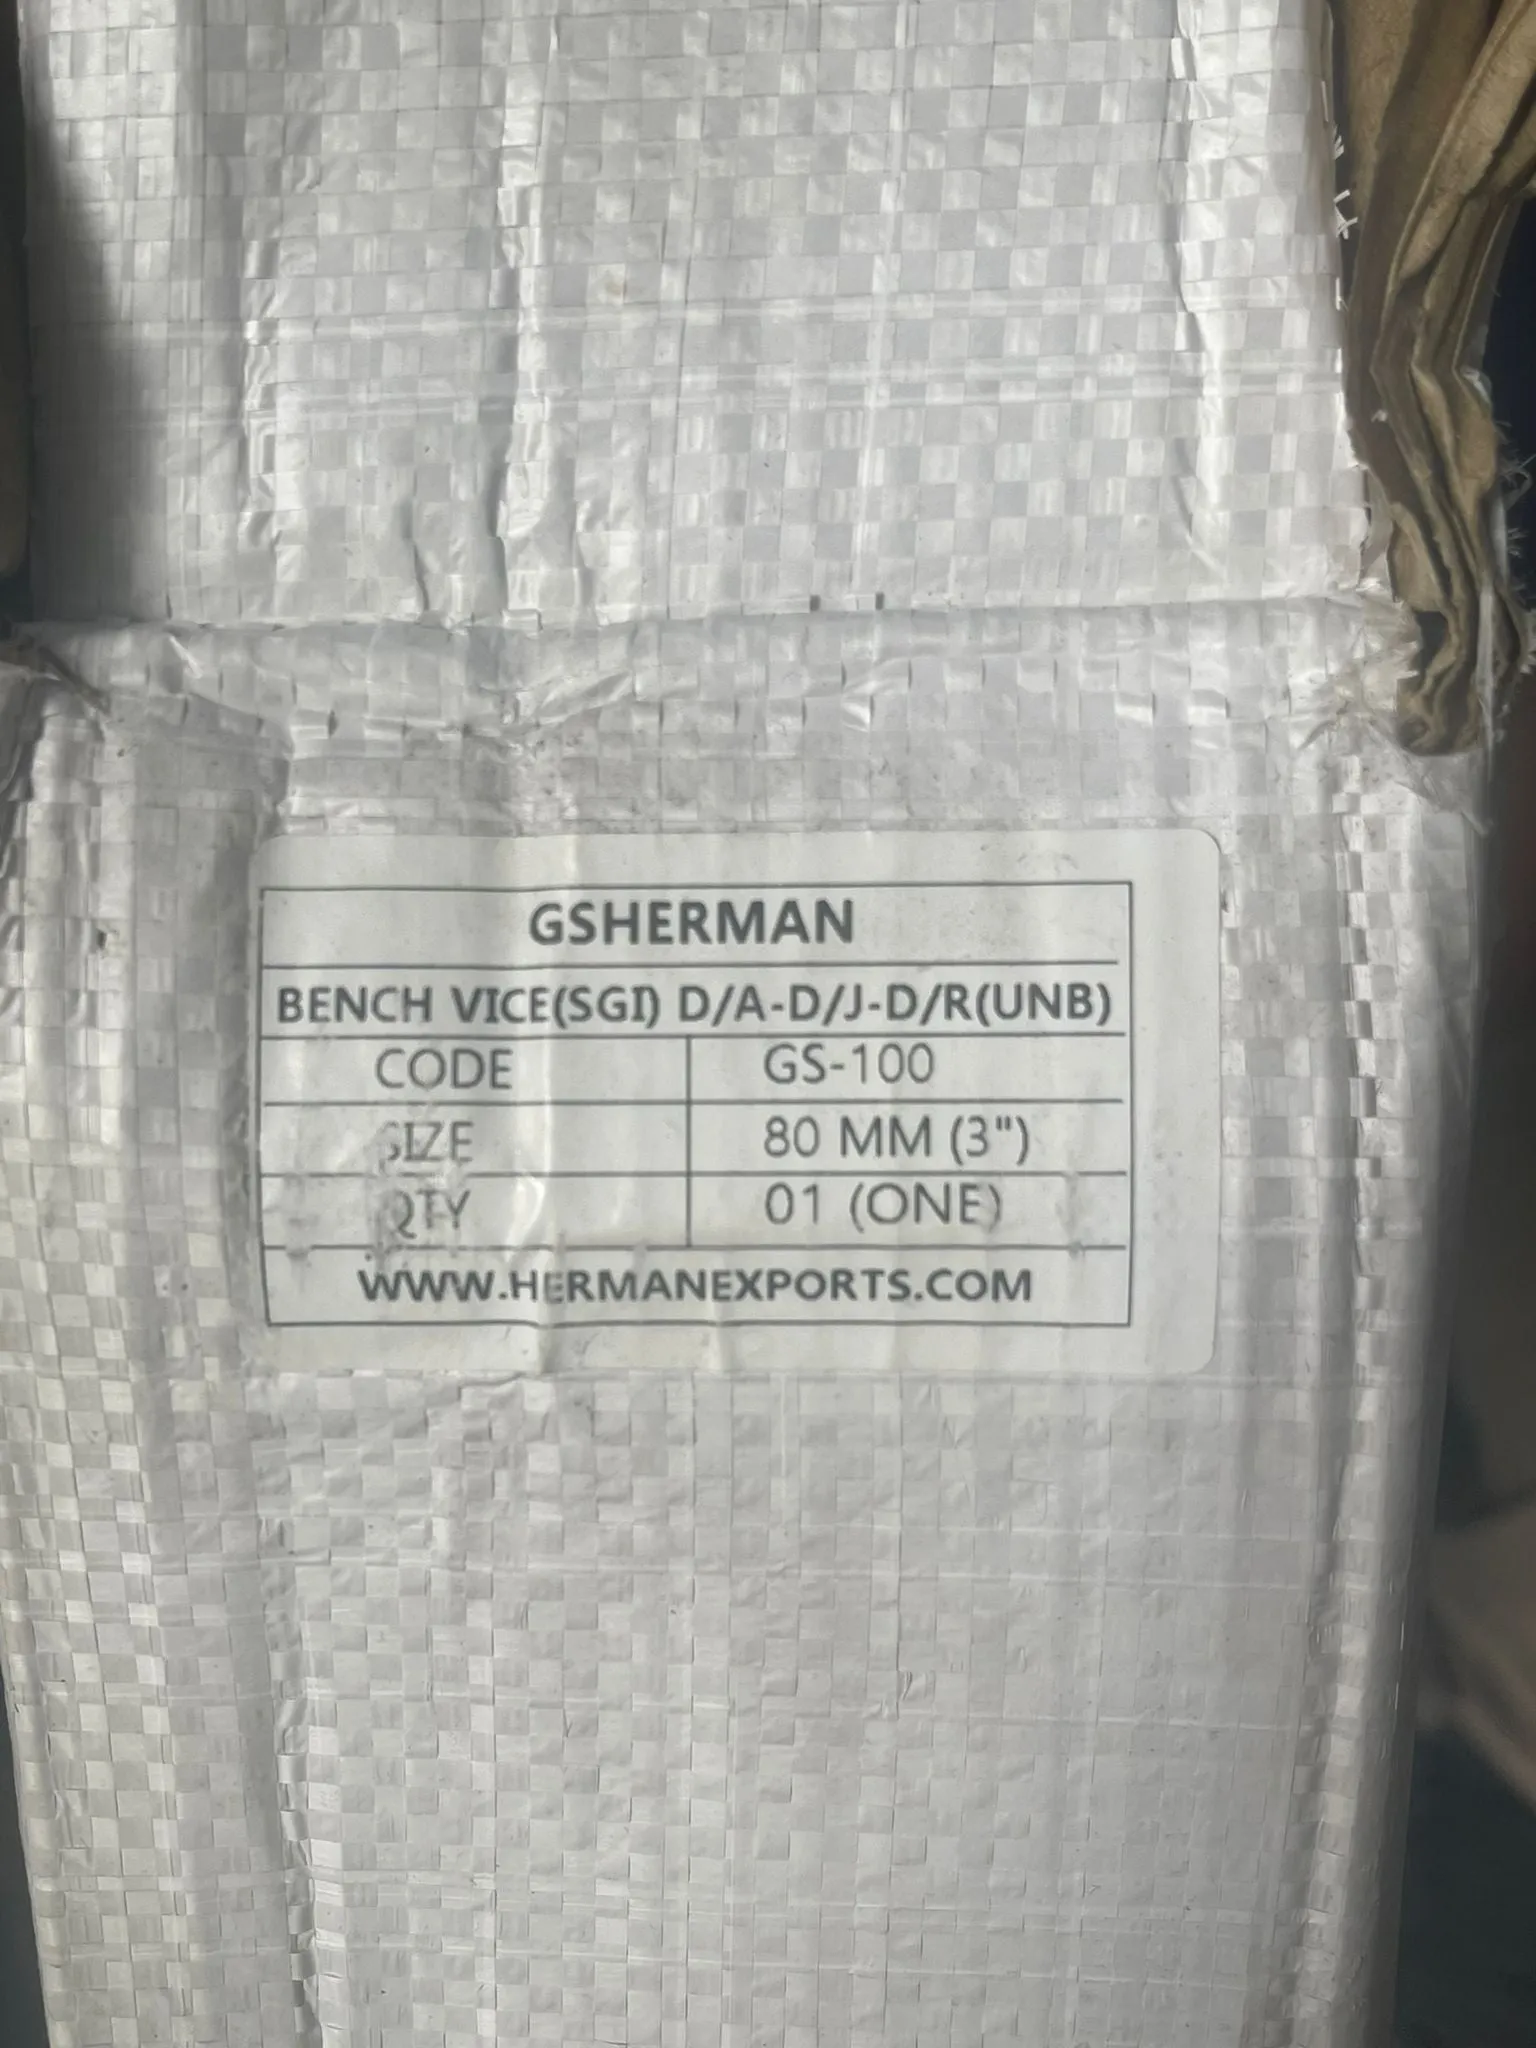 GSHERMAN
BENCH VICE(SGI) D/A-D/J-D/R(UNB)
CODE GS-100
SIZE 80 MM (3")
QTY 01 (ONE)
WWW.HERMANEXPORTS.COM